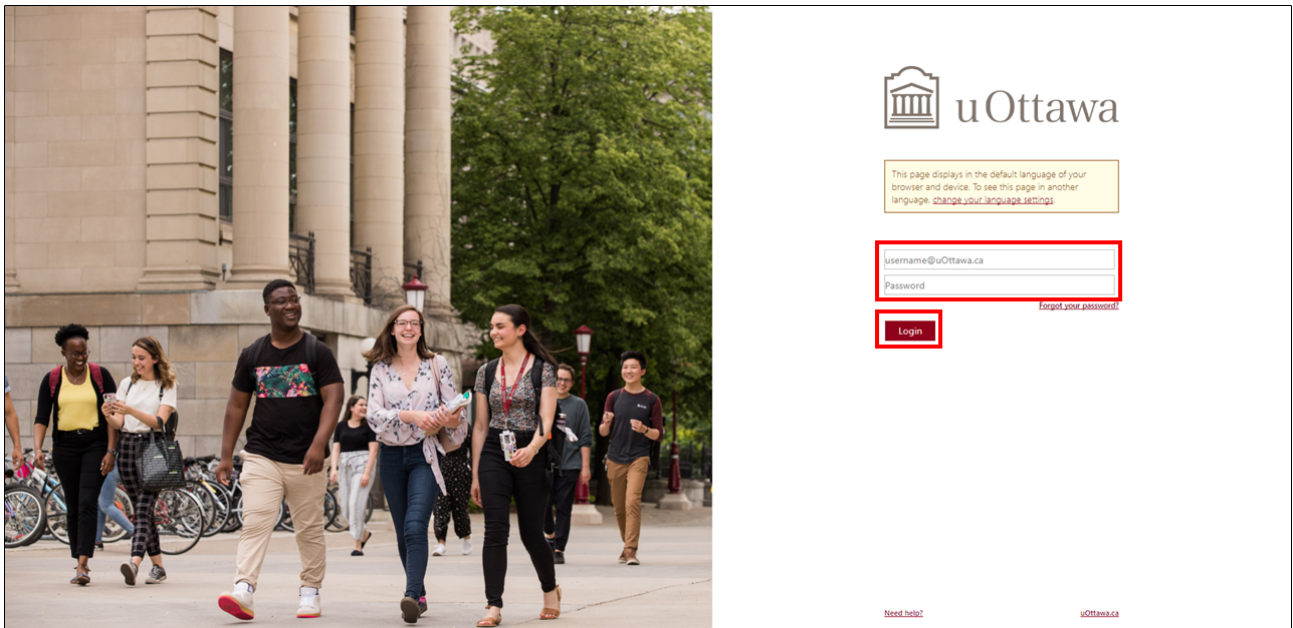 uOttawa
This page displays in the default language of your
browser and device. To see this page in another
language, change your language settings.
username@uOttawa.ca
Password
Forgot your password?
Login
Need help?
uOttawa.ca